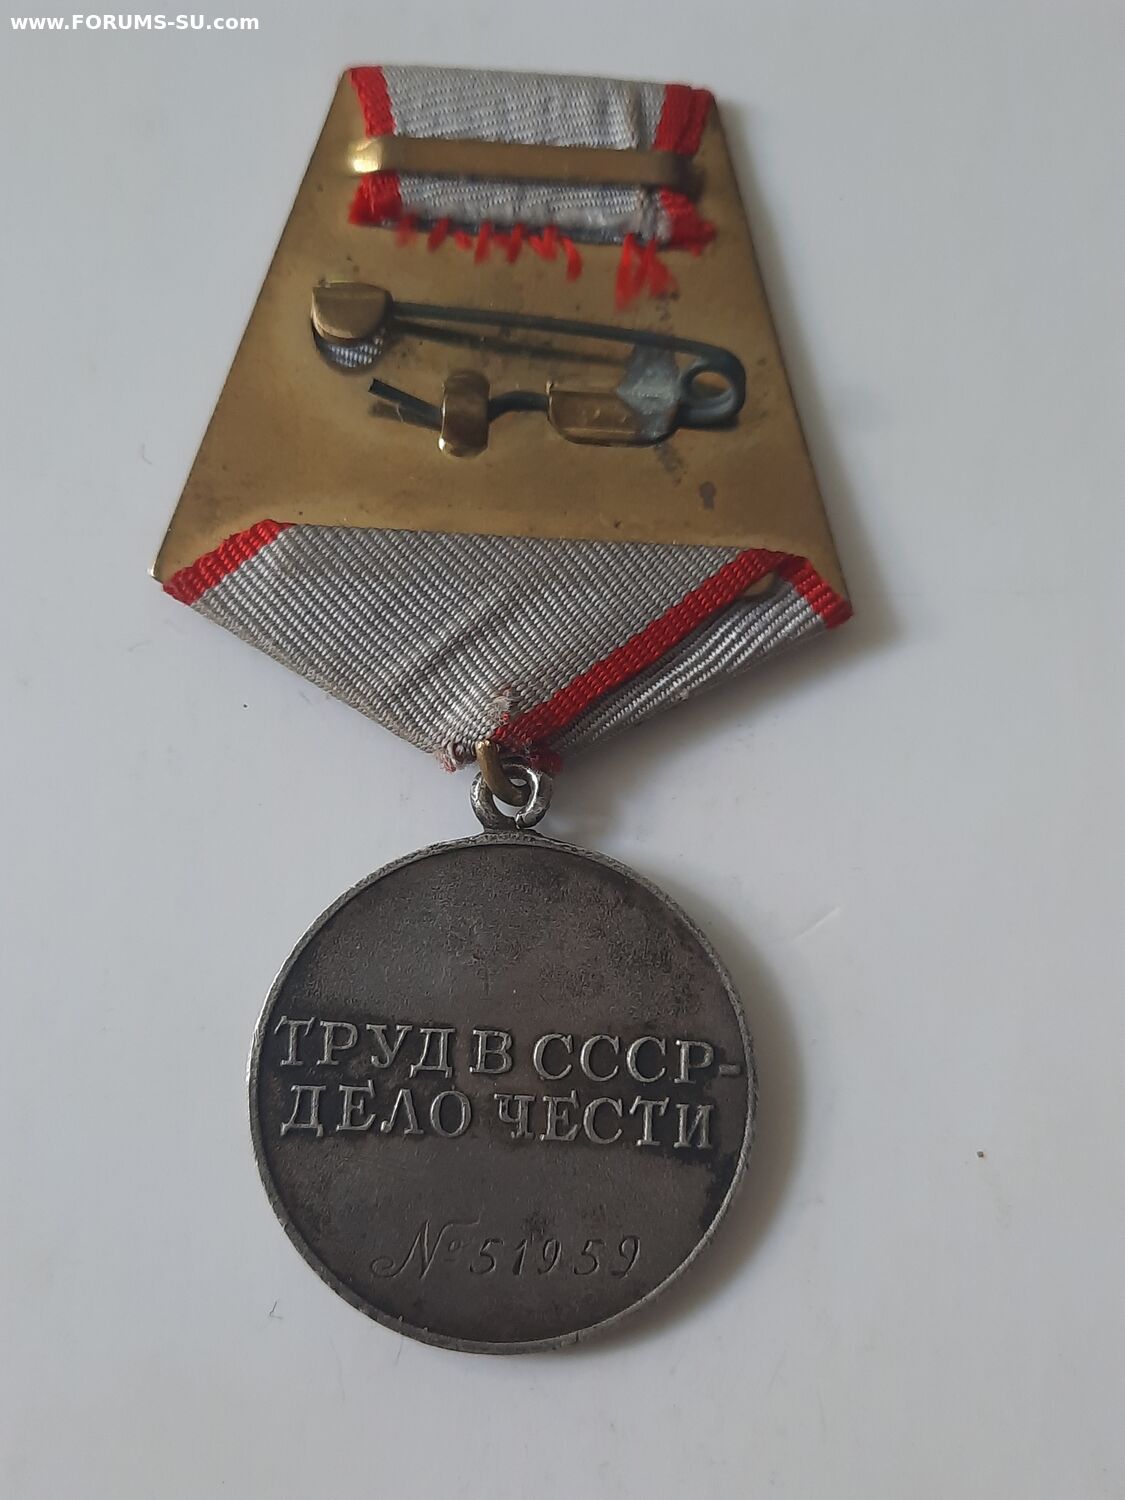 www.FORUMS-SU.com
ТРУД В СССР-
ДЕЛО ЧЕСТИ
№ 51959